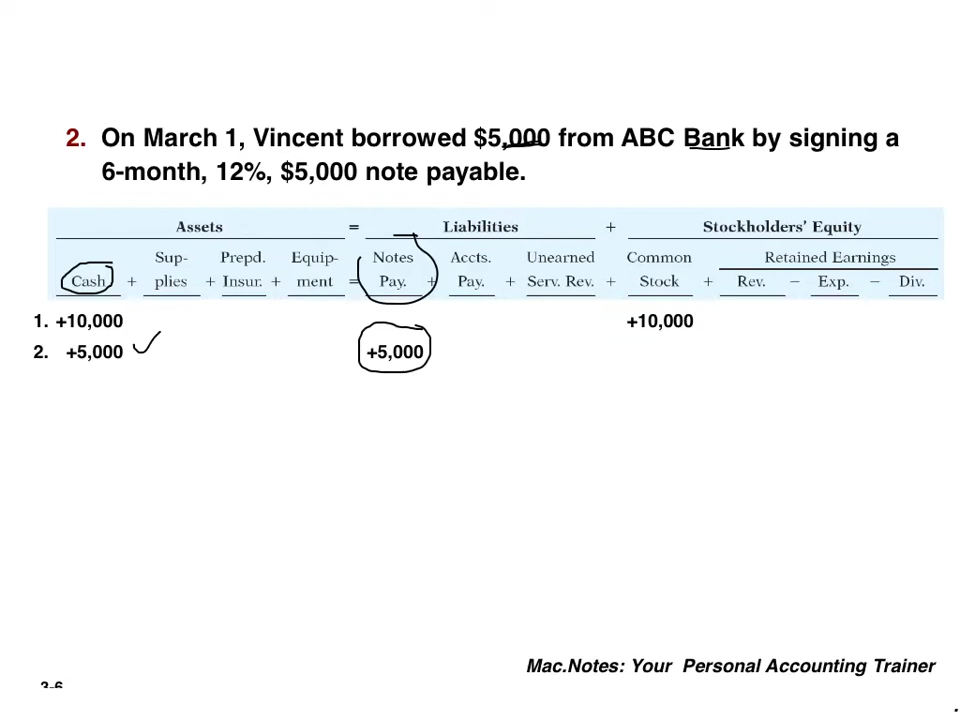 2. On March 1, Vincent borrowed $5,000 from ABC Bank by signing a
6-month, 12%, $5,000 note payable.
Assets = Liabilities + Stockholders' Equity
Sup- Prepd. Equip- Notes Accts. Unearned Common Retained Earnings
Cash + plies + Insur. + ment = Pay. + Pay. + Serv. Rev. + Stock + Rev. − Exp. − Div.
1. +10,000 +10,000
2. +5,000 +5,000
Mac.Notes: Your Personal Accounting Trainer
3-6